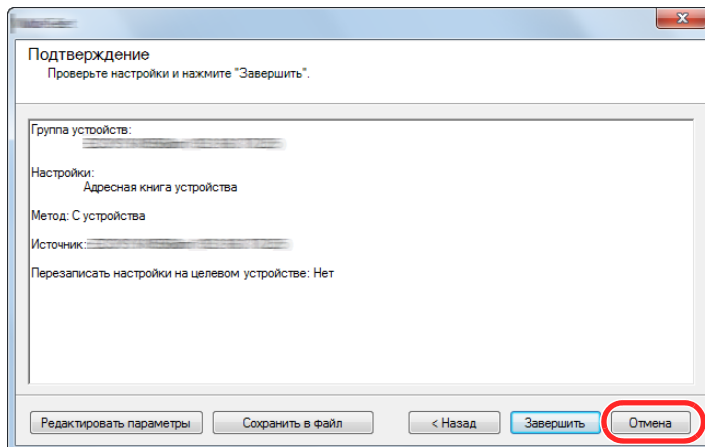 Подтверждение
Проверьте настройки и нажмите "Завершить".
Группа устройств:
Настройки:
Адресная книга устройства
Метод: С устройства
Источник:
Перезаписать настройки на целевом устройстве: Нет
Редактировать параметры Сохранить в файл < Назад Завершить Отмена